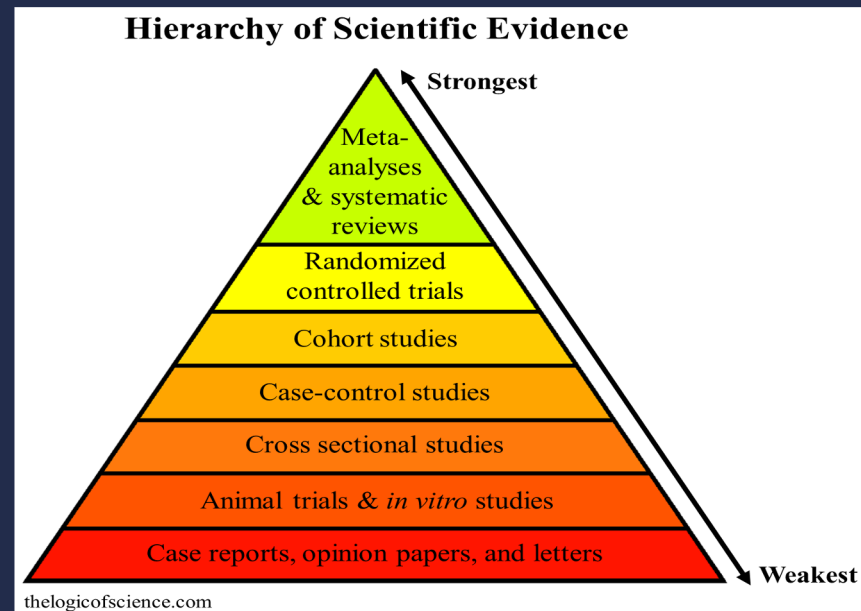 Hierarchy of Scientific Evidence
Strongest
Meta-
analyses
& systematic
reviews
Randomized
controlled trials
Cohort studies
Case-control studies
Cross sectional studies
Animal trials & in vitro studies
Case reports, opinion papers, and letters
Weakest
thelogicofscience.com